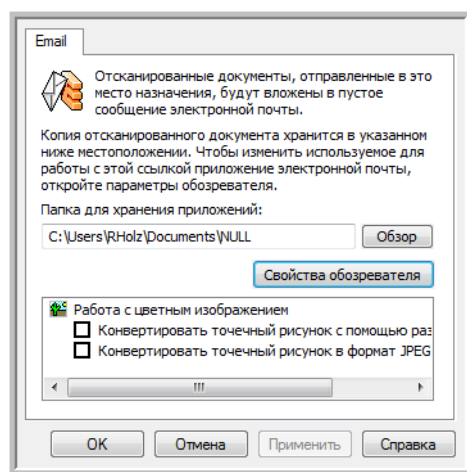 Email
Отсканированные документы, отправленные в это
место назначения, будут вложены в пустое
сообщение электронной почты.
Копия отсканированного документа хранится в указанном
ниже местоположении. Чтобы изменить используемое для
работы с этой ссылкой приложение электронной почты,
откройте параметры обозревателя.
Папка для хранения приложений:
C:\Users\RHolz\Documents\NULL Обзор
Свойства обозревателя
Работа с цветным изображением
Конвертировать точечный рисунок с помощью раз
Конвертировать точечный рисунок в формат JPEG
OK Отмена Применить Справка